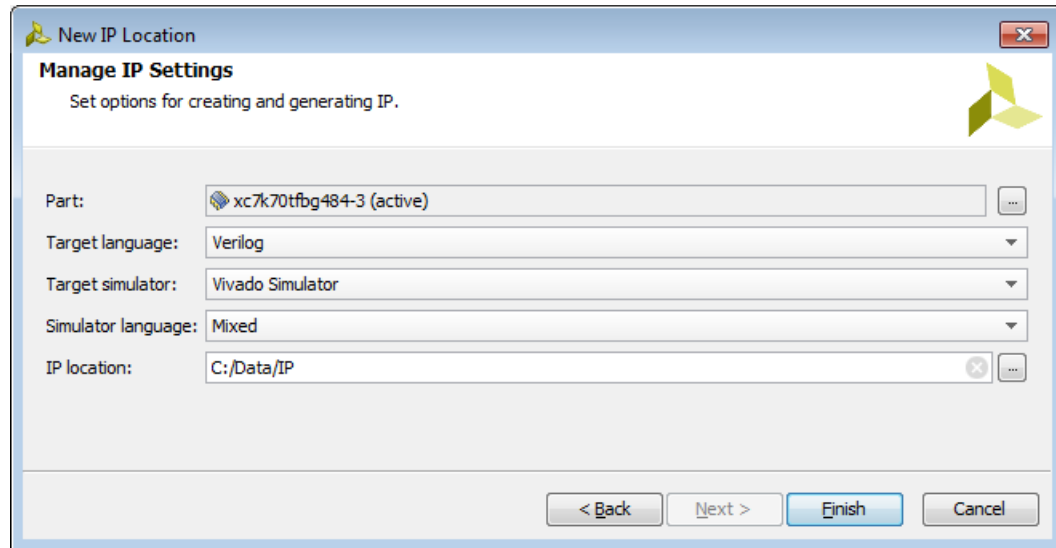 New IP Location
Manage IP Settings
Set options for creating and generating IP.
Part: xc7k70tfbg484-3 (active) ...
Target language: Verilog
Target simulator: Vivado Simulator
Simulator language: Mixed
IP location: C:/Data/IP ...
< Back Next > Finish Cancel